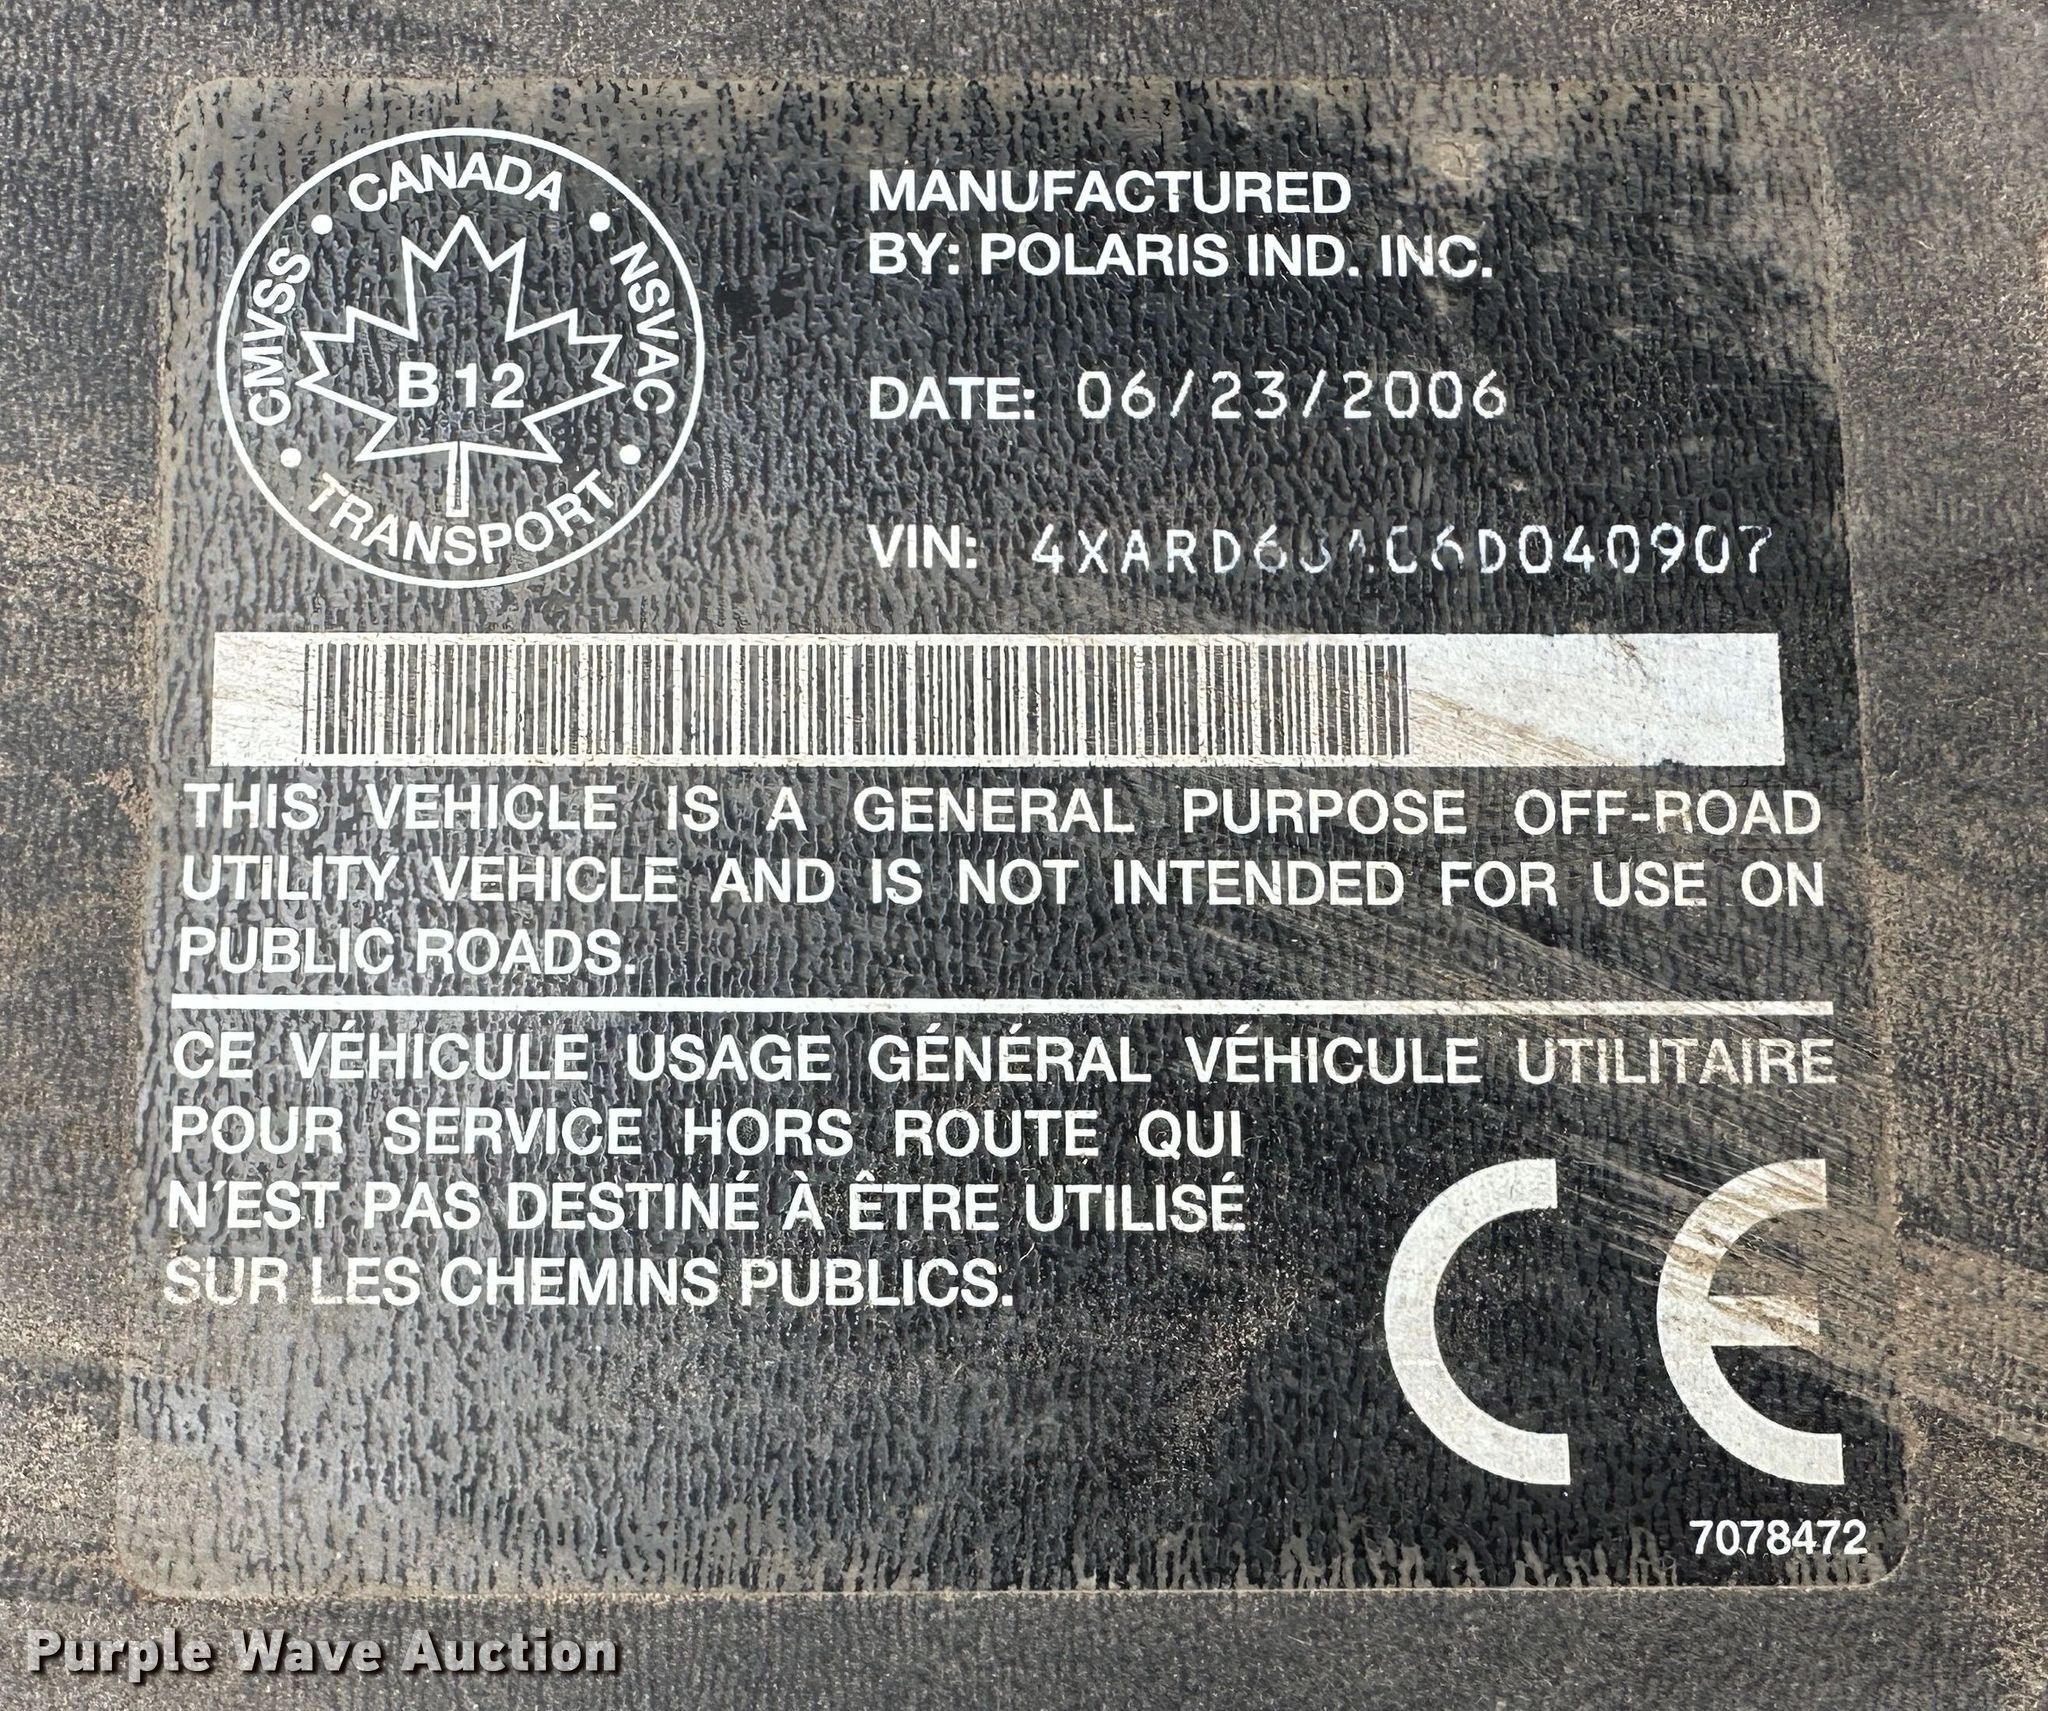 CANADA
CMVSS
NSVAC
B 12
TRANSPORT
MANUFACTURED
BY: POLARIS IND. INC.
DATE: 06/23/2006
VIN:
THIS VEHICLE IS A GENERAL PURPOSE OFF-ROAD
UTILITY VEHICLE AND IS NOT INTENDED FOR USE ON
PUBLIC ROADS.
CE VÉHICULE USAGE GÉNÉRAL VÉHICULE UTILITAIRE
POUR SERVICE HORS ROUTE QUI
N'EST PAS DESTINÉ À ÊTRE UTILISÉ
SUR LES CHEMINS PUBLICS.
CE
7078472
Purple Wave Auction